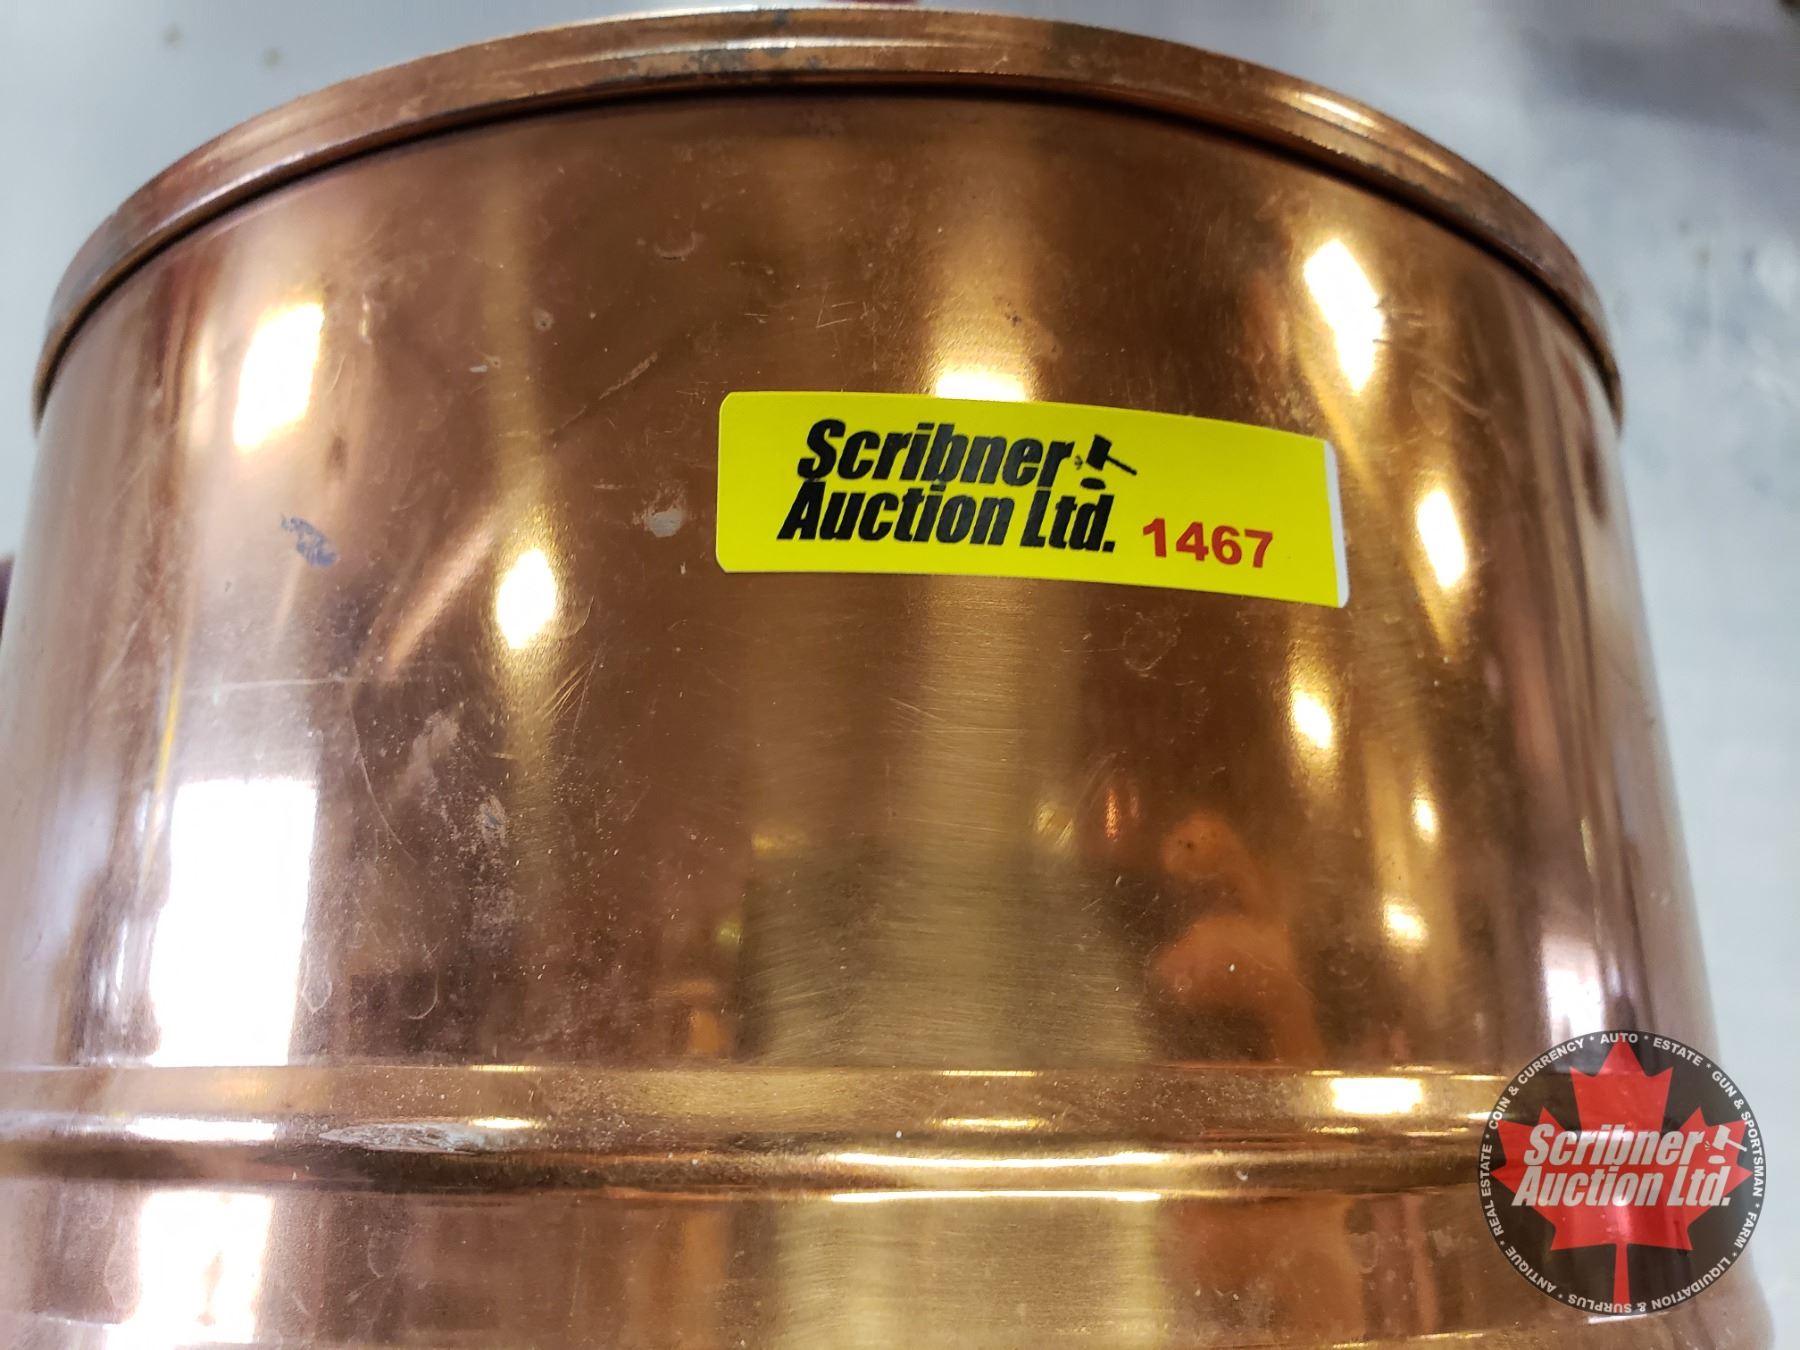 Scribner
Auction Ltd. 1467
COIN & CURRENCY * AUTO * ESTATE * GUN & SPORTSMAN * FARM * LIQUIDATION & SURPLUS * ANTIQUE * REAL ESTATE *
Scribner
Auction Ltd.